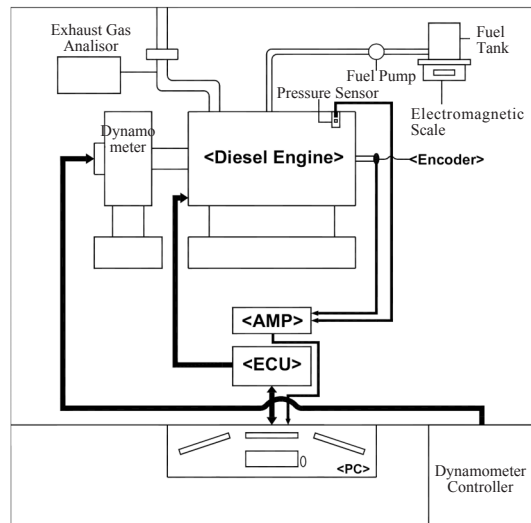 Exhaust Gas
Analisor
Fuel
Tank
Fuel Pump
Pressure Sensor
Electromagnetic
Scale
Dynamo
meter
<Diesel Engine>
<Encoder>
<AMP>
<ECU>
<PC>
Dynamometer
Controller